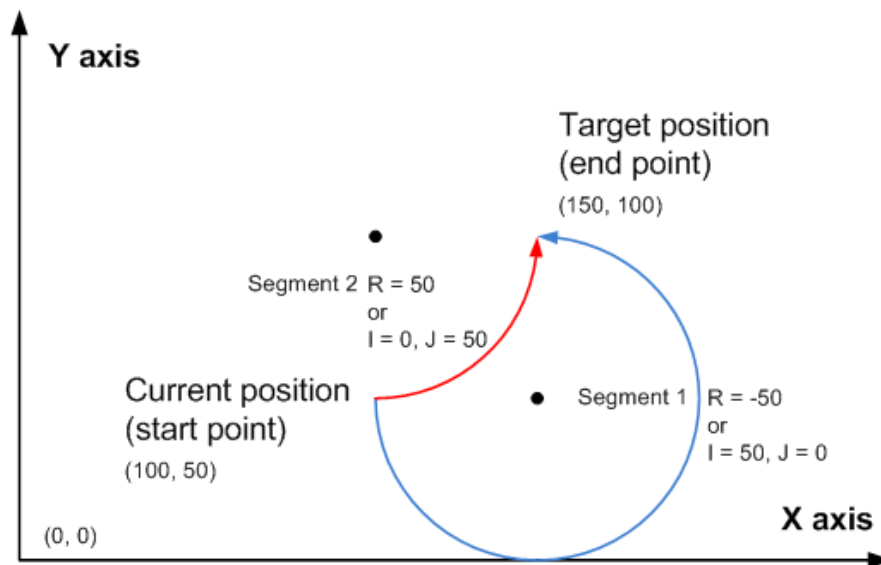 Y axis
Target position
(end point)
(150, 100)
Segment 2 R = 50
or
I = 0, J = 50
Current position
(start point)
(100, 50)
Segment 1 R = -50
or
I = 50, J = 0
X axis
(0, 0)